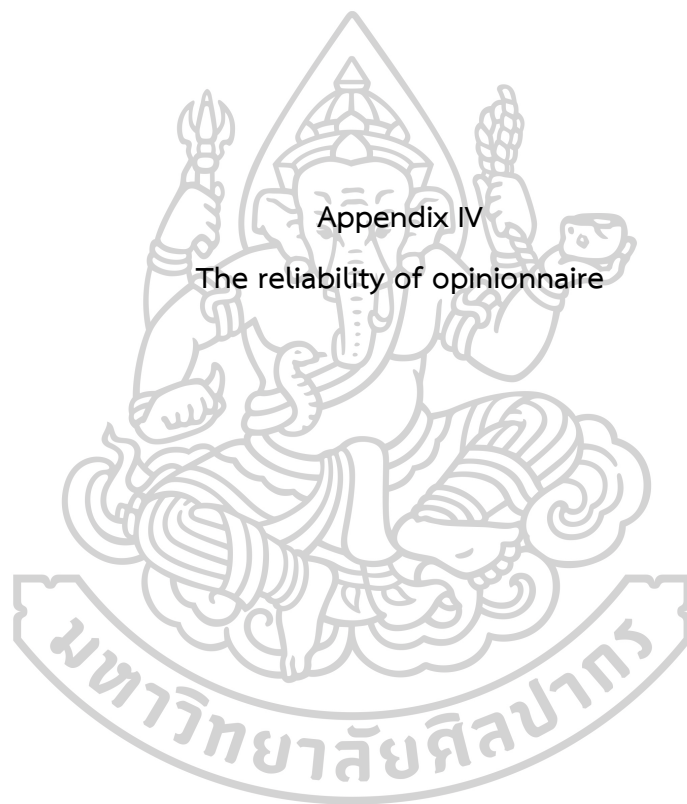 Appendix IV
The reliability of opinionnaire
มหาวิทยาลัยศิลปากร